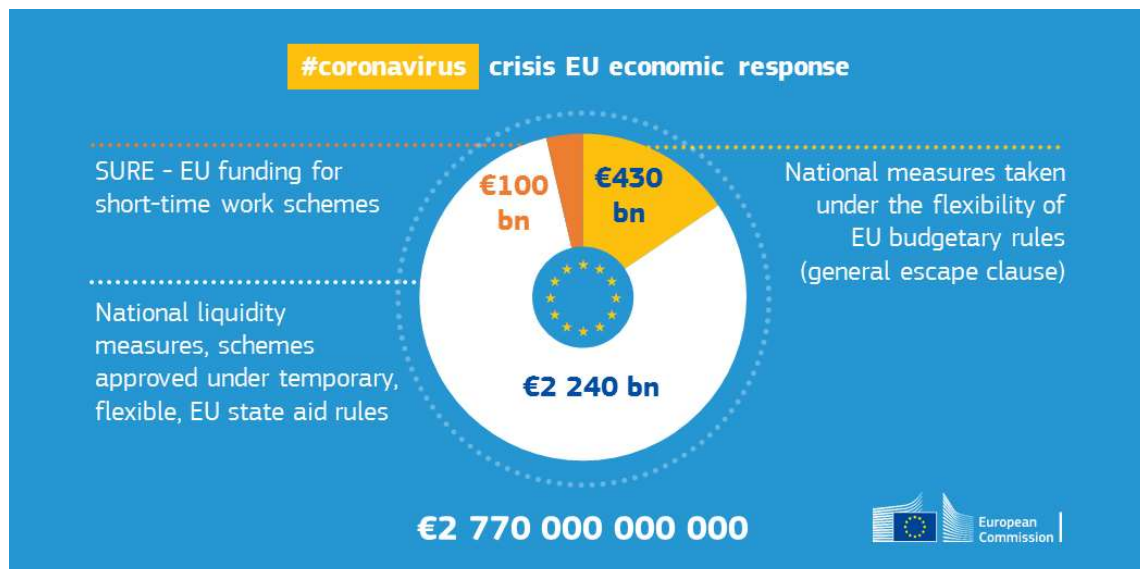 #coronavirus crisis EU economic response
SURE - EU funding for
short-time work schemes
National liquidity
measures, schemes
approved under temporary,
flexible, EU state aid rules
€100
bn
€430
bn
€2 240 bn
National measures taken
under the flexibility of
EU budgetary rules
(general escape clause)
€2 770 000 000 000
European
Commission